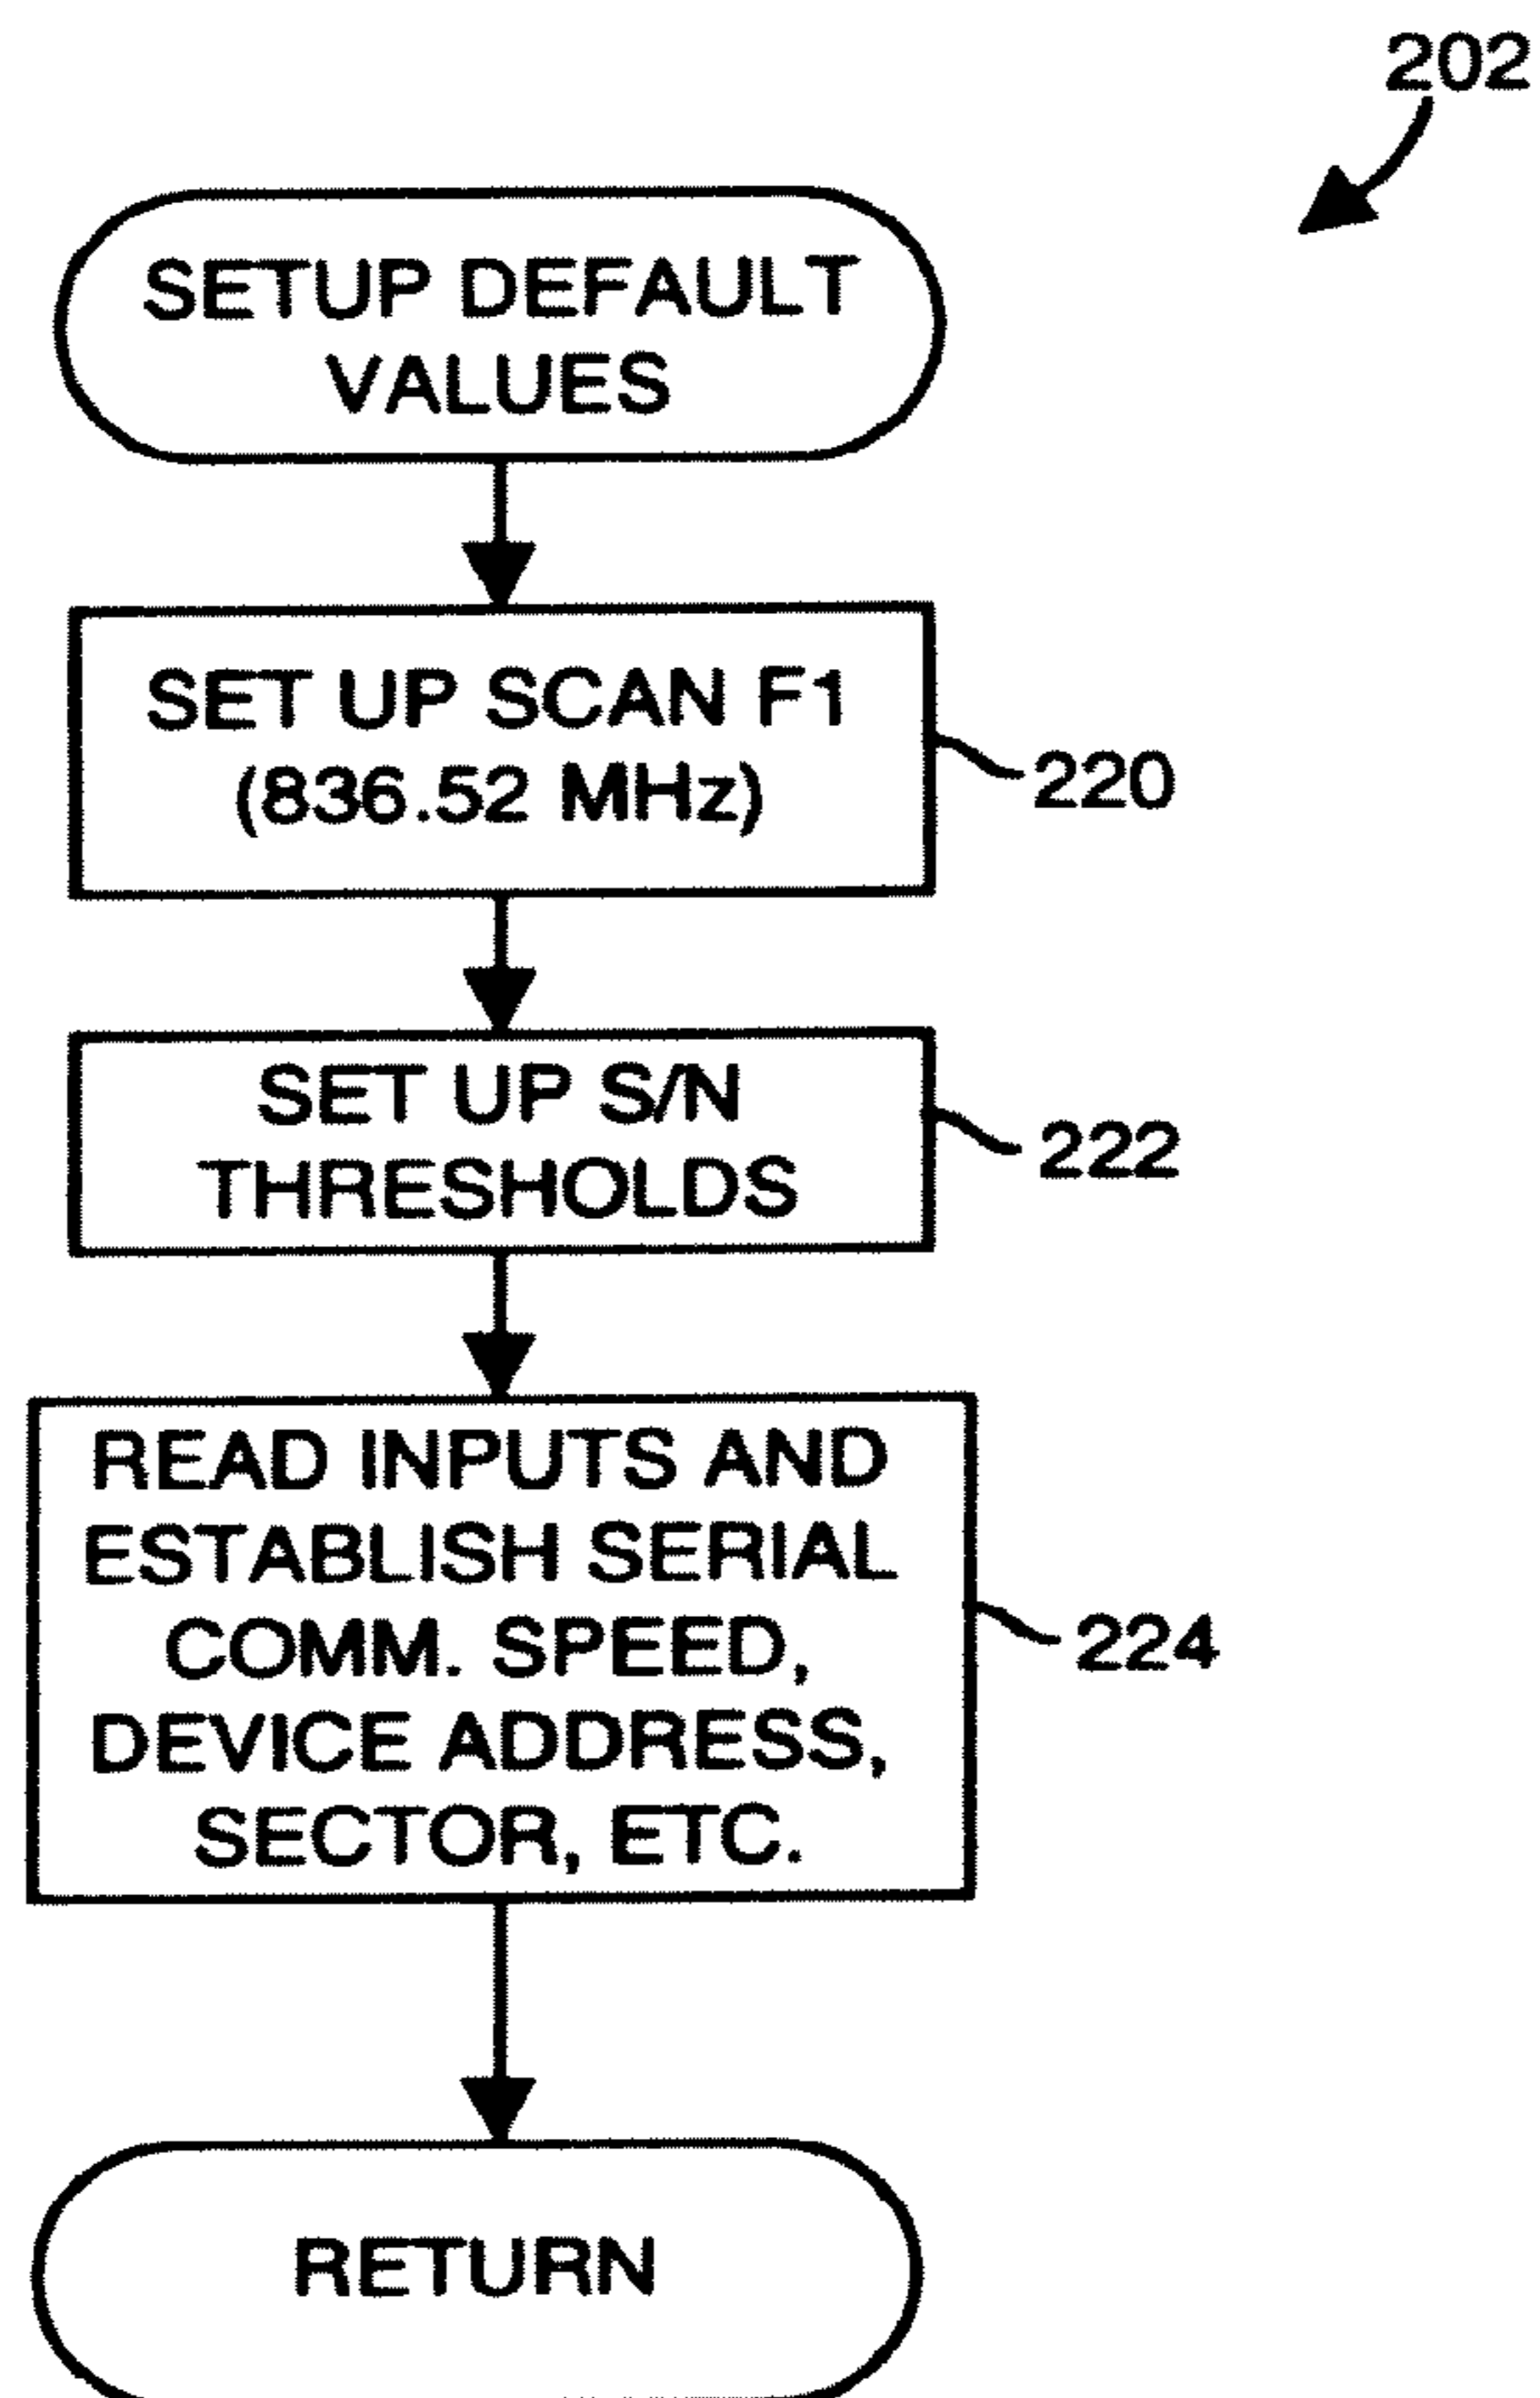 202
SETUP DEFAULT
VALUES
SET UP SCAN F1
(836.52 MHz)
220
SET UP S/N
THRESHOLDS
222
READ INPUTS AND
ESTABLISH SERIAL
COMM. SPEED,
DEVICE ADDRESS,
SECTOR, ETC.
224
RETURN